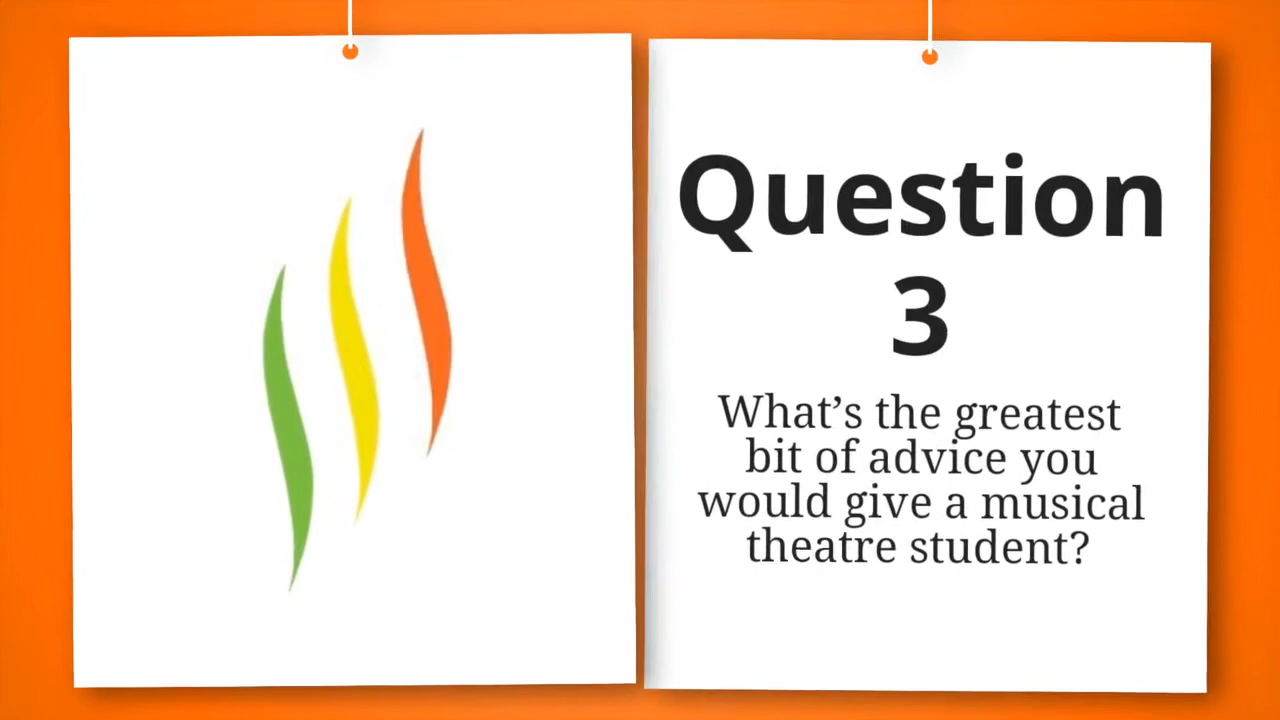 Question
3
What’s the greatest
bit of advice you
would give a musical
theatre student?